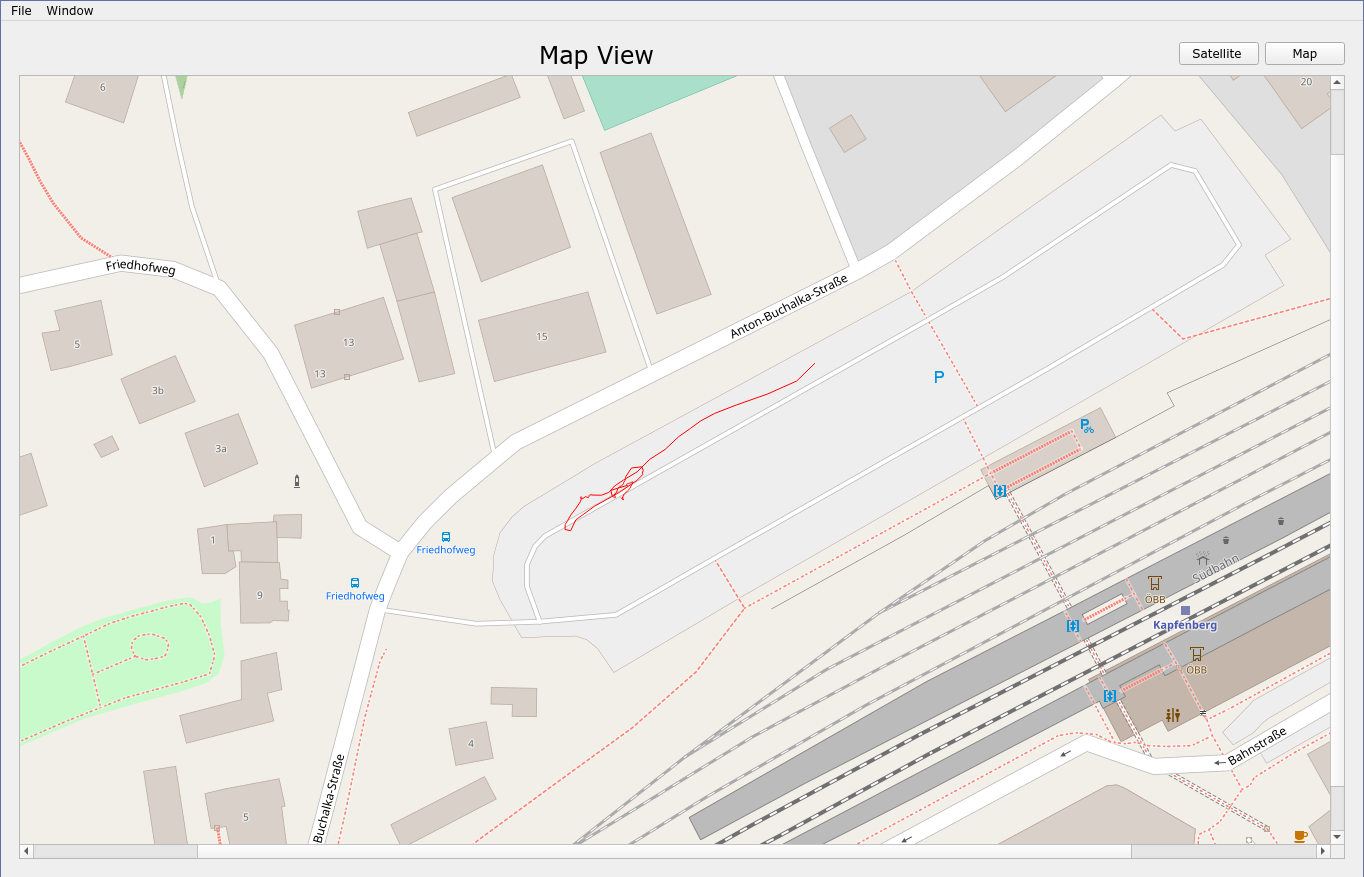 File Window
Map View
Satellite
Map
6
20
Friedhofweg
Anton-Buchalka-Straße
5
13
15
13
3b
P
3a
P
1
Friedhofweg
Friedhofweg
9
Südbahn
ÖBB
Kapfenberg
ÖBB
4
Bahnstraße
Buchalka-Straße
5